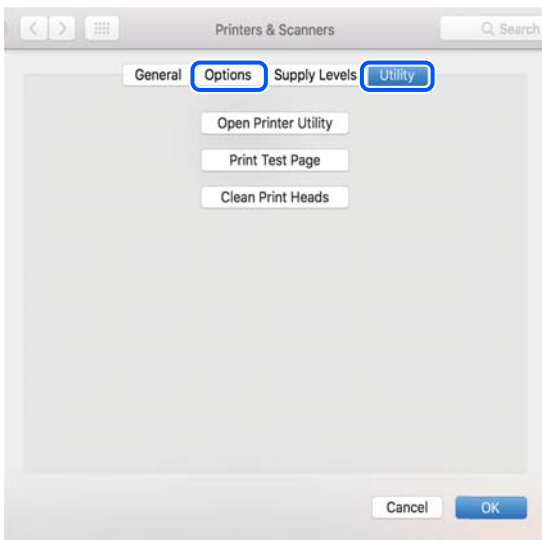 Printers & Scanners Search
General Options Supply Levels Utility
Open Printer Utility
Print Test Page
Clean Print Heads
Cancel OK